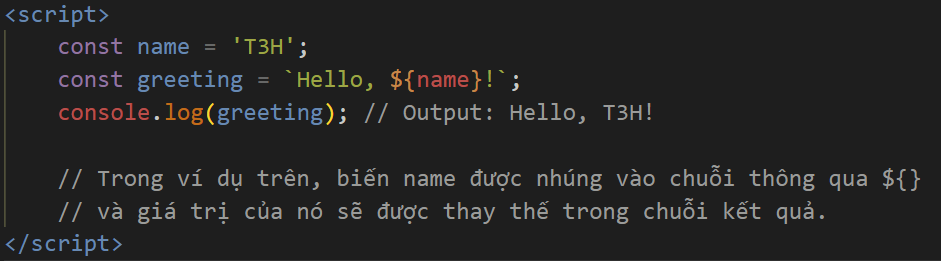 <script>
    const name = 'T3H';
    const greeting = `Hello, ${name}!`;
    console.log(greeting); // Output: Hello, T3H!

    // Trong ví dụ trên, biến name được nhúng vào chuỗi thông qua ${}
    // và giá trị của nó sẽ được thay thế trong chuỗi kết quả.
</script>